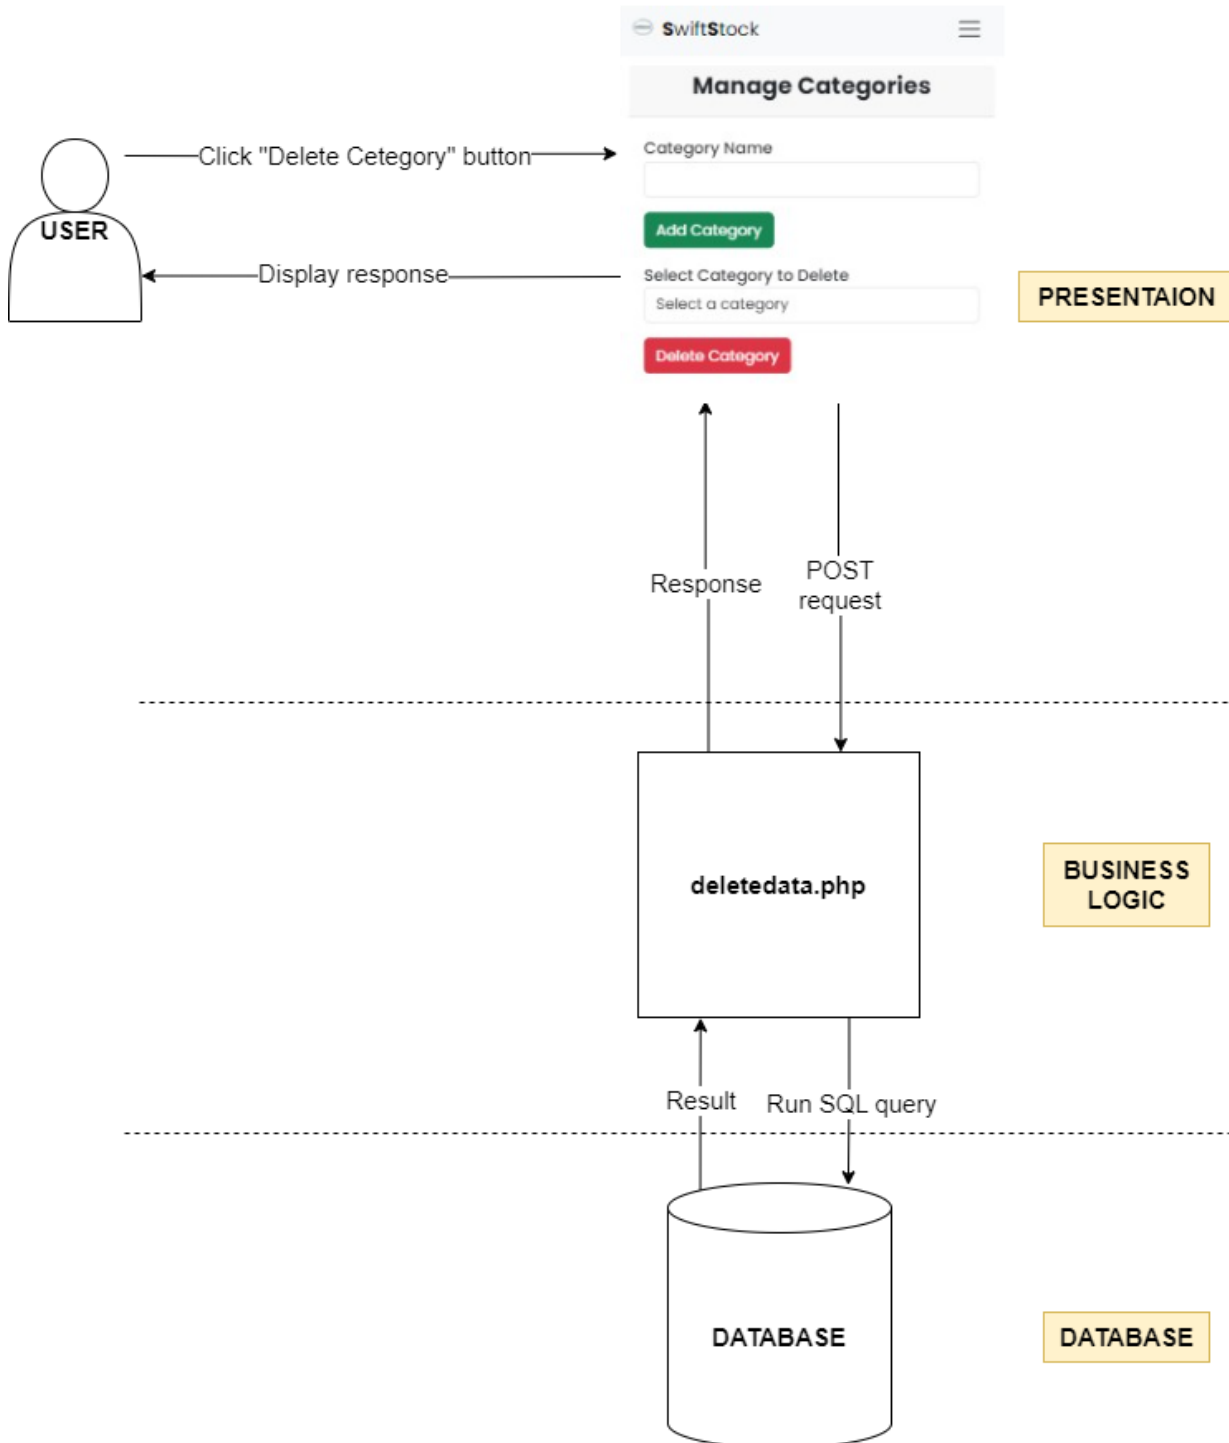 SwiftStock
Manage Categories
Click "Delete Cetegory" button
Category Name
USER
Add Category
Display response
Select Category to Delete
Select a category
PRESENTAION
Delete Category
Response
POST
request
deletedata.php
BUSINESS
LOGIC
Result
Run SQL query
DATABASE
DATABASE